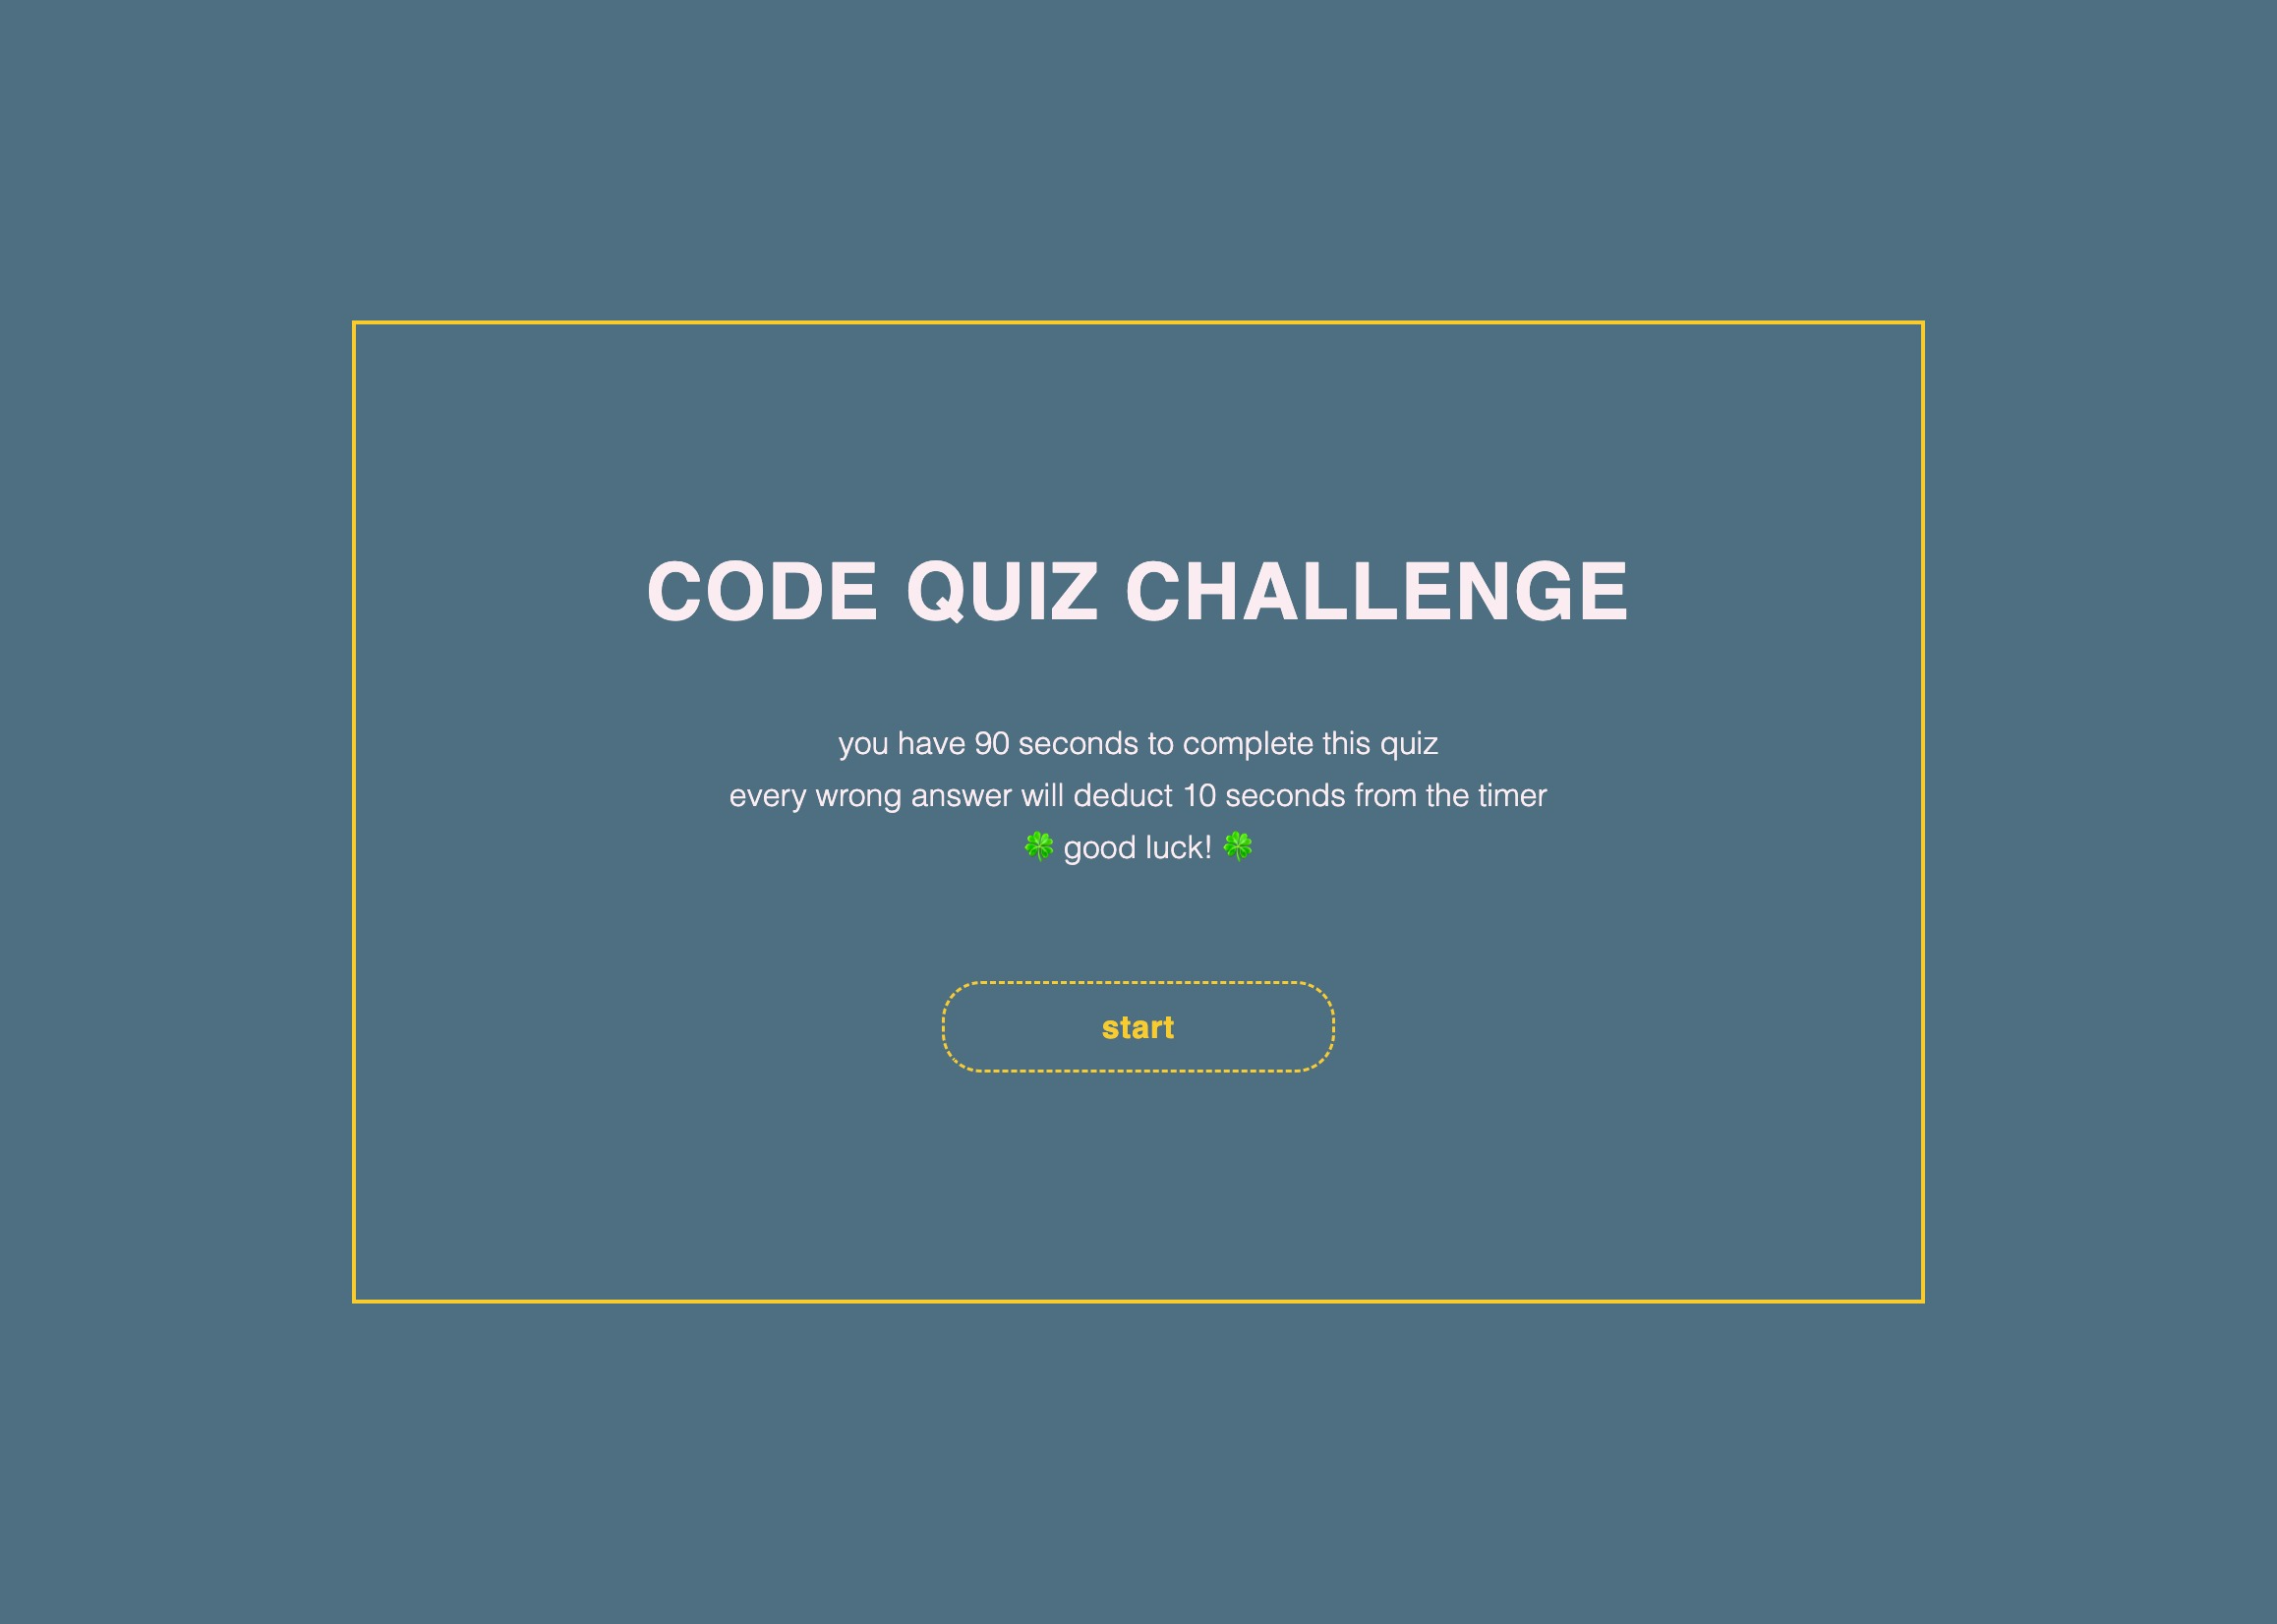 CODE QUIZ CHALLENGE
you have 90 seconds to complete this quiz
every wrong answer will deduct 10 seconds from the timer
🍀 good luck! 🍀
start